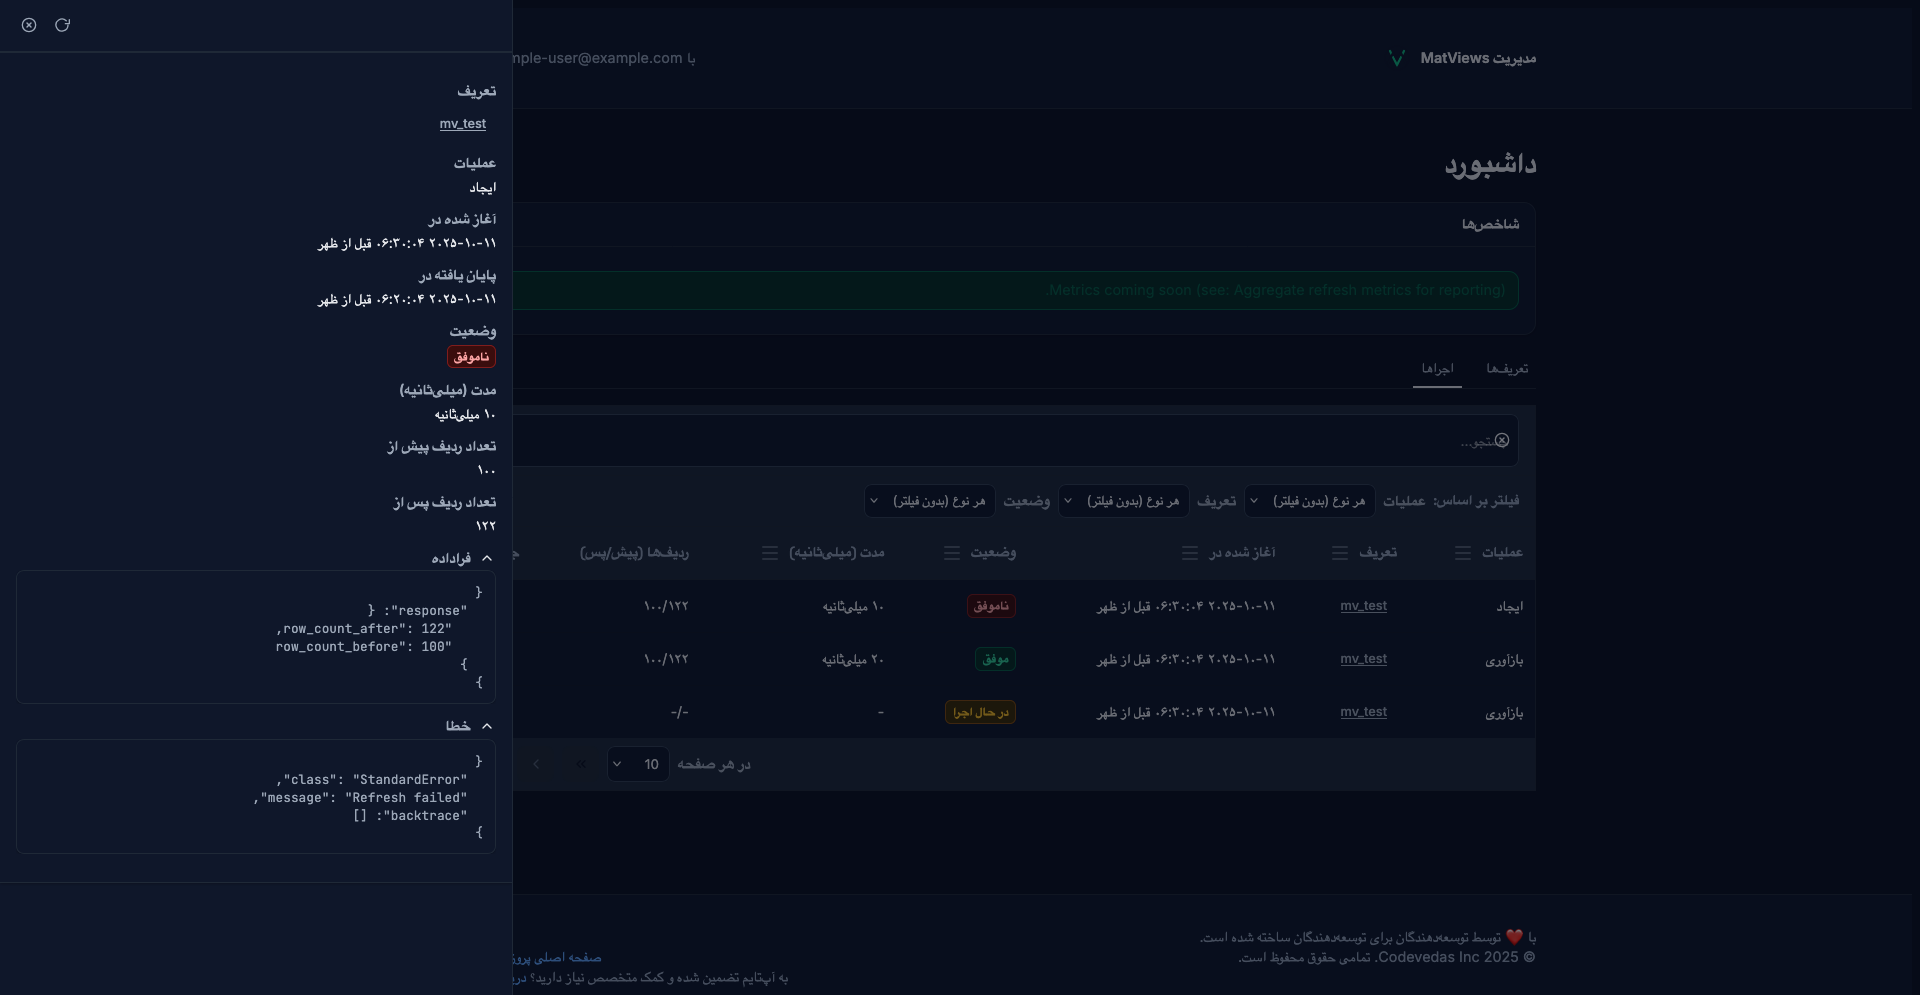 تعریف
mv_test
عملیات
ایجاد
آغاز شده در
۲۰۲۵-۱۰-۱۱ ۰۶:۳۰:۰۴ قبل از ظهر
پایان یافته در
۲۰۲۵-۱۰-۱۱ ۰۶:۲۰:۰۴ قبل از ظهر
وضعیت
ناموفق
مدت (میلی‌ثانیه)
۱۰ میلی‌ثانیه
تعداد ردیف پیش از
۱۰۰
تعداد ردیف پس از
۱۲۲
فراداده
{
"response": {
"row_count_after": 122,
"row_count_before": 100
}
}
خطا
{
"class": "StandardError",
"message": "Refresh failed",
"backtrace": []
}
مدیریت MatViews
با mple-user@example.com
داشبورد
شاخص‌ها
Metrics coming soon (see: Aggregate refresh metrics for reporting).
تعریف‌ها اجراها
فیلتر بر اساس: عملیات هر نوع (بدون فیلتر) تعریف هر نوع (بدون فیلتر) وضعیت هر نوع (بدون فیلتر)
عملیات تعریف آغاز شده در وضعیت مدت (میلی‌ثانیه) ردیف‌ها (پیش/پس)
ایجاد mv_test ۲۰۲۵-۱۰-۱۱ ۰۶:۳۰:۰۴ قبل از ظهر ناموفق ۱۰ میلی‌ثانیه ۱۰۰/۱۲۲
بازآوری mv_test ۲۰۲۵-۱۰-۱۱ ۰۶:۳۰:۰۴ قبل از ظهر موفق ۲۰ میلی‌ثانیه ۱۰۰/۱۲۲
بازآوری mv_test ۲۰۲۵-۱۰-۱۱ ۰۶:۳۰:۰۴ قبل از ظهر در حال اجرا - -/-
در هر صفحه 10 » ›
با ❤️ توسط توسعه‌دهندگان برای توسعه‌دهندگان ساخته شده است.
© 2025 Codevedas Inc. تمامی حقوق محفوظ است.
صفحه اصلی
به آپ‌تایم تضمین شده و کمک متخصص نیاز دارید؟